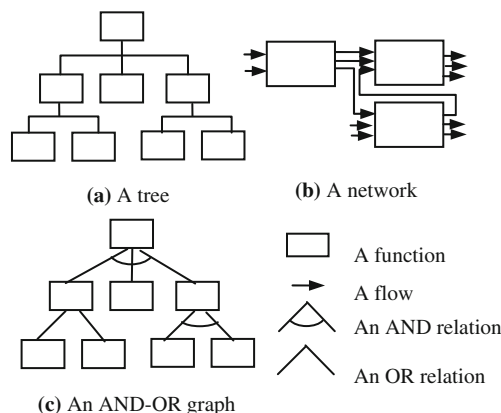 (a) A tree
(b) A network
A function
A flow
An AND relation
An OR relation
(c) An AND-OR graph